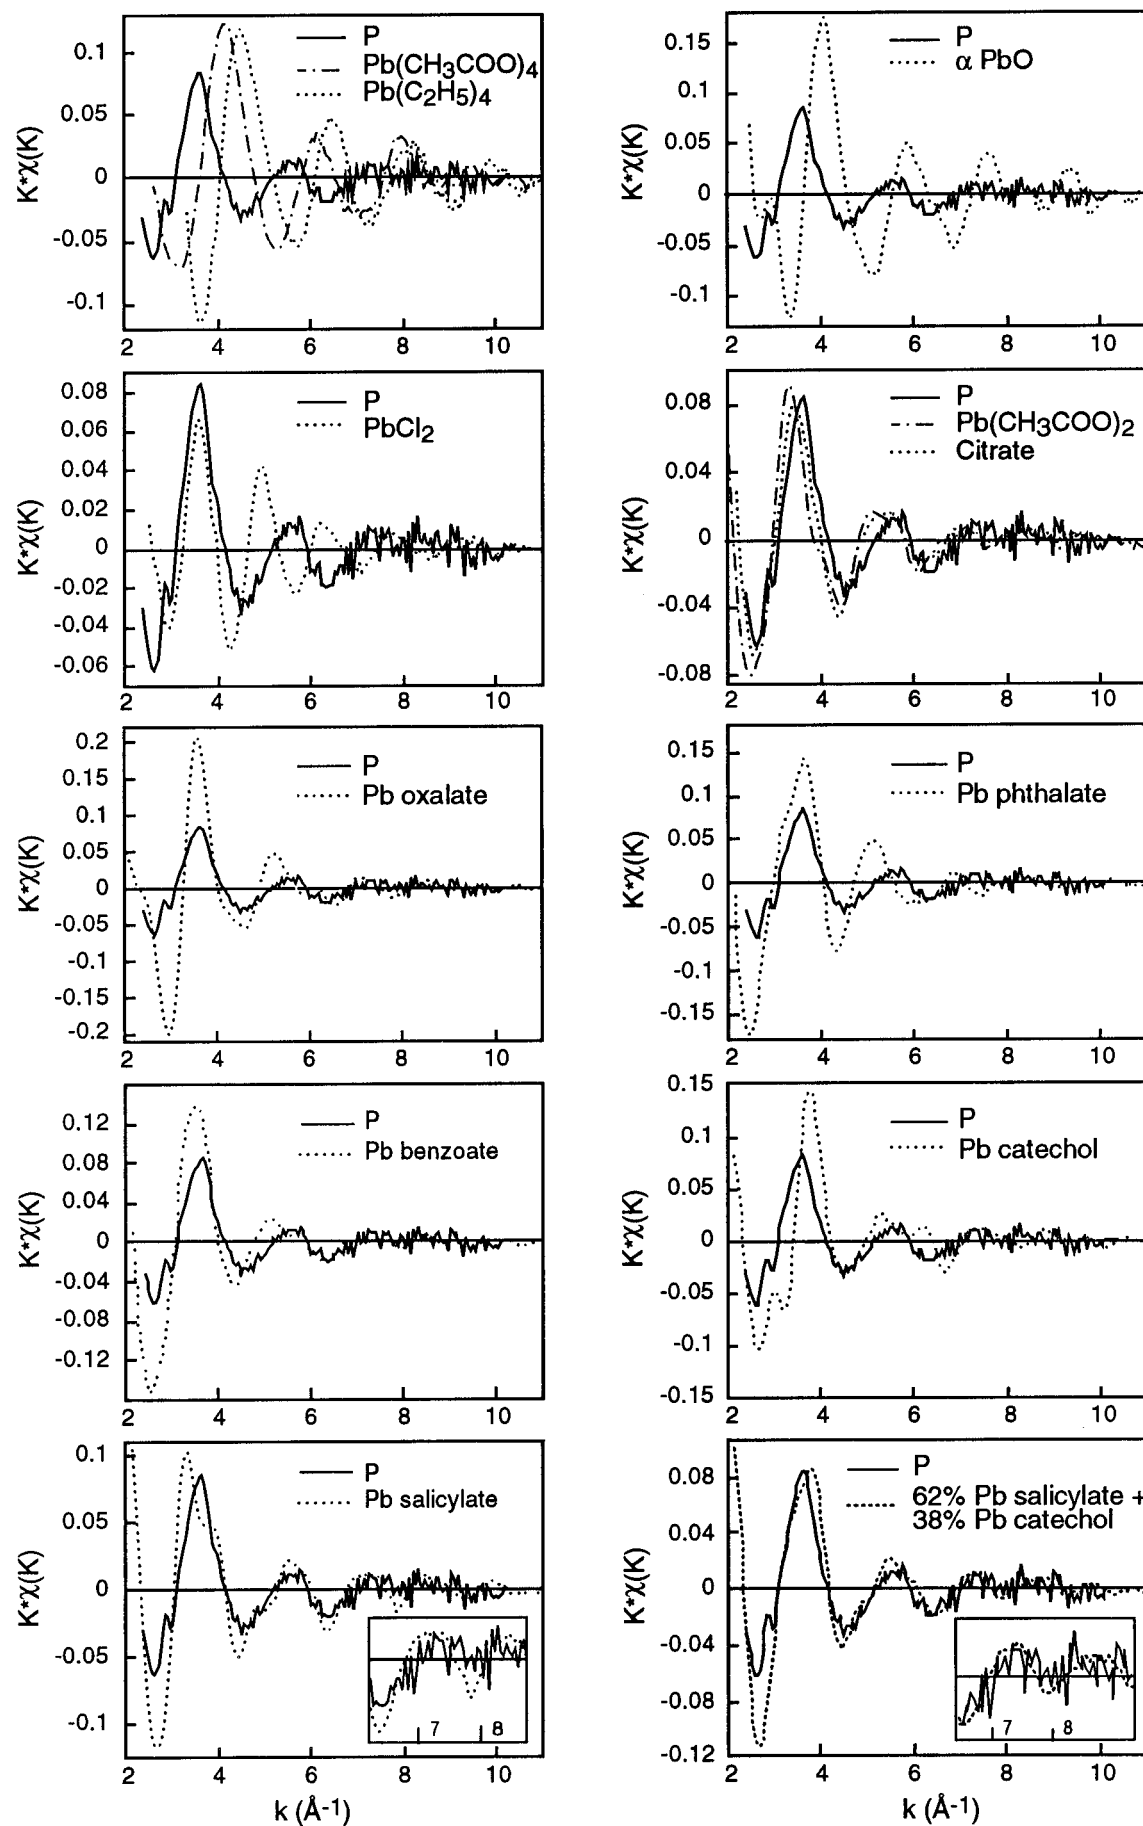 K*χ(K)
0.1
0.05
0
-0.05
-0.1
P
Pb(CH3COO)4
Pb(C2H5)4
2 4 6 8 10
K*χ(K)
0.15
0.1
0.05
0
-0.05
-0.1
P
α PbO
2 4 6 8 10
K*χ(K)
0.08
0.06
0.04
0.02
0
-0.02
-0.04
-0.06
P
PbCl2
2 4 6 8 10
K*χ(K)
0.08
0.04
0
-0.04
-0.08
P
Pb(CH3COO)2
Citrate
2 4 6 8 10
K*χ(K)
0.2
0.15
0.1
0.05
0
-0.05
-0.1
-0.15
-0.2
P
Pb oxalate
2 4 6 8 10
K*χ(K)
0.15
0.1
0.05
0
-0.05
-0.1
-0.15
P
Pb phthalate
2 4 6 8 10
K*χ(K)
0.12
0.08
0.04
0
-0.04
-0.08
-0.12
P
Pb benzoate
2 4 6 8 10
K*χ(K)
0.15
0.1
0.05
0
-0.05
-0.1
-0.15
P
Pb catechol
2 4 6 8 10
K*χ(K)
0.1
0.05
0
-0.05
-0.1
P
Pb salicylate
7 8
2 4 6 8 10
k (Å-1)
K*χ(K)
0.08
0.04
0
-0.04
-0.08
-0.12
P
62% Pb salicylate +
38% Pb catechol
7 8
2 4 6 8 10
k (Å-1)